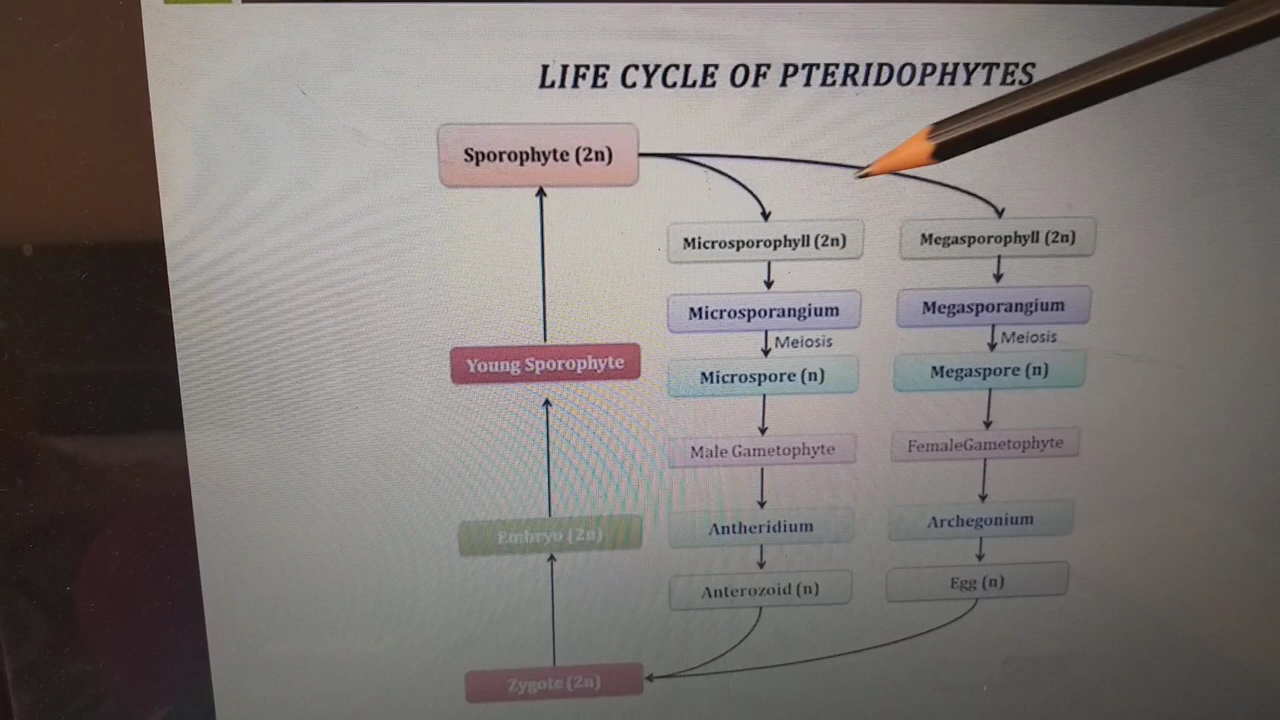 LIFE CYCLE OF PTERIDOPHYTES
Sporophyte (2n)
Microsporophyll (2n)
Megasporophyll (2n)
Microsporangium
Megasporangium
Meiosis
Meiosis
Young Sporophyte
Microspore (n)
Megaspore (n)
Male Gametophyte
FemaleGametophyte
Embryo (2n)
Antheridium
Archegonium
Anterozoid (n)
Egg (n)
Zygote (2n)